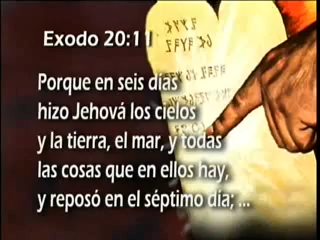 Exodo 20:11
Porque en seis días
hizo Jehová los cielos
y la tierra, el mar, y todas
las cosas que en ellos hay,
y reposó en el séptimo día; ...